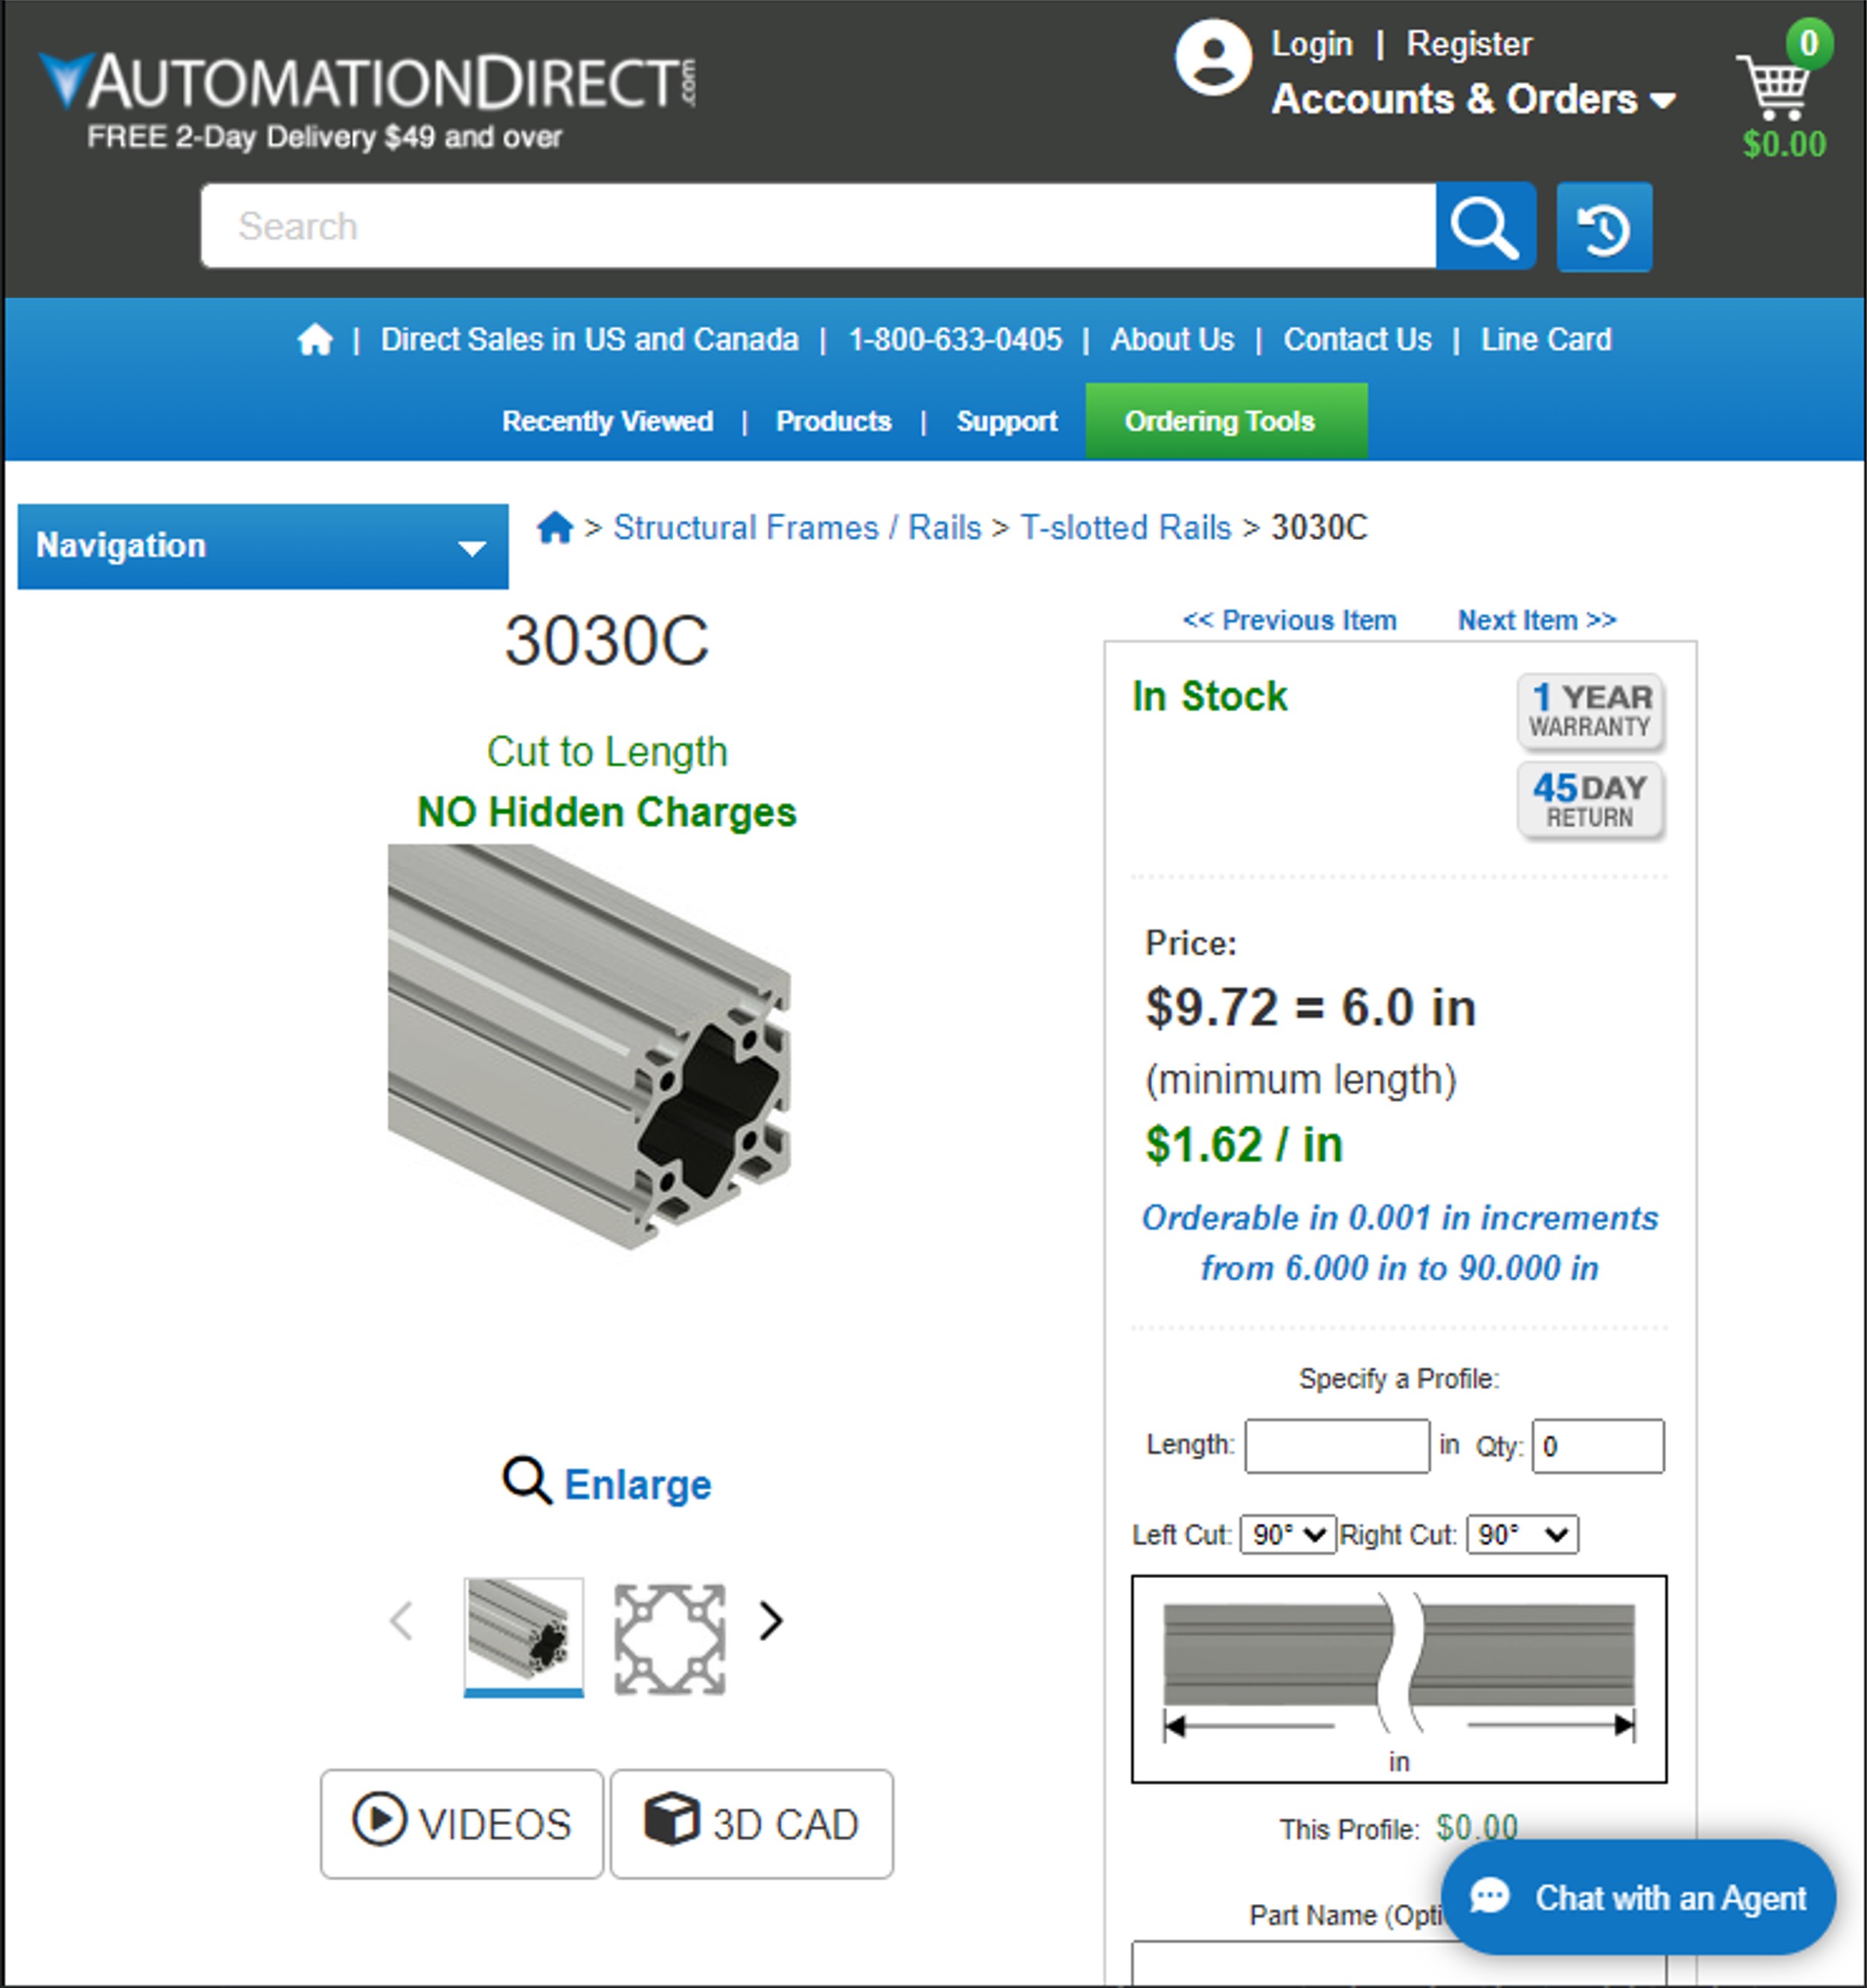 AUTOMATIONDIRECT.com
FREE 2-Day Delivery $49 and over
Login | Register
Accounts & Orders
0
$0.00
Search
| Direct Sales in US and Canada | 1-800-633-0405 | About Us | Contact Us | Line Card
Recently Viewed | Products | Support Ordering Tools
Navigation
> Structural Frames / Rails > T-slotted Rails > 3030C
3030C
Cut to Length
NO Hidden Charges
Enlarge
VIDEOS
3D CAD
<< Previous Item Next Item >>
In Stock
1 YEAR
WARRANTY
45 DAY
RETURN
Price:
$9.72 = 6.0 in
(minimum length)
$1.62 / in
Orderable in 0.001 in increments
from 6.000 in to 90.000 in
Specify a Profile:
Length: in Qty: 0
Left Cut: 90° Right Cut: 90°
in
This Profile: $0.00
Part Name (Opti
Chat with an Agent